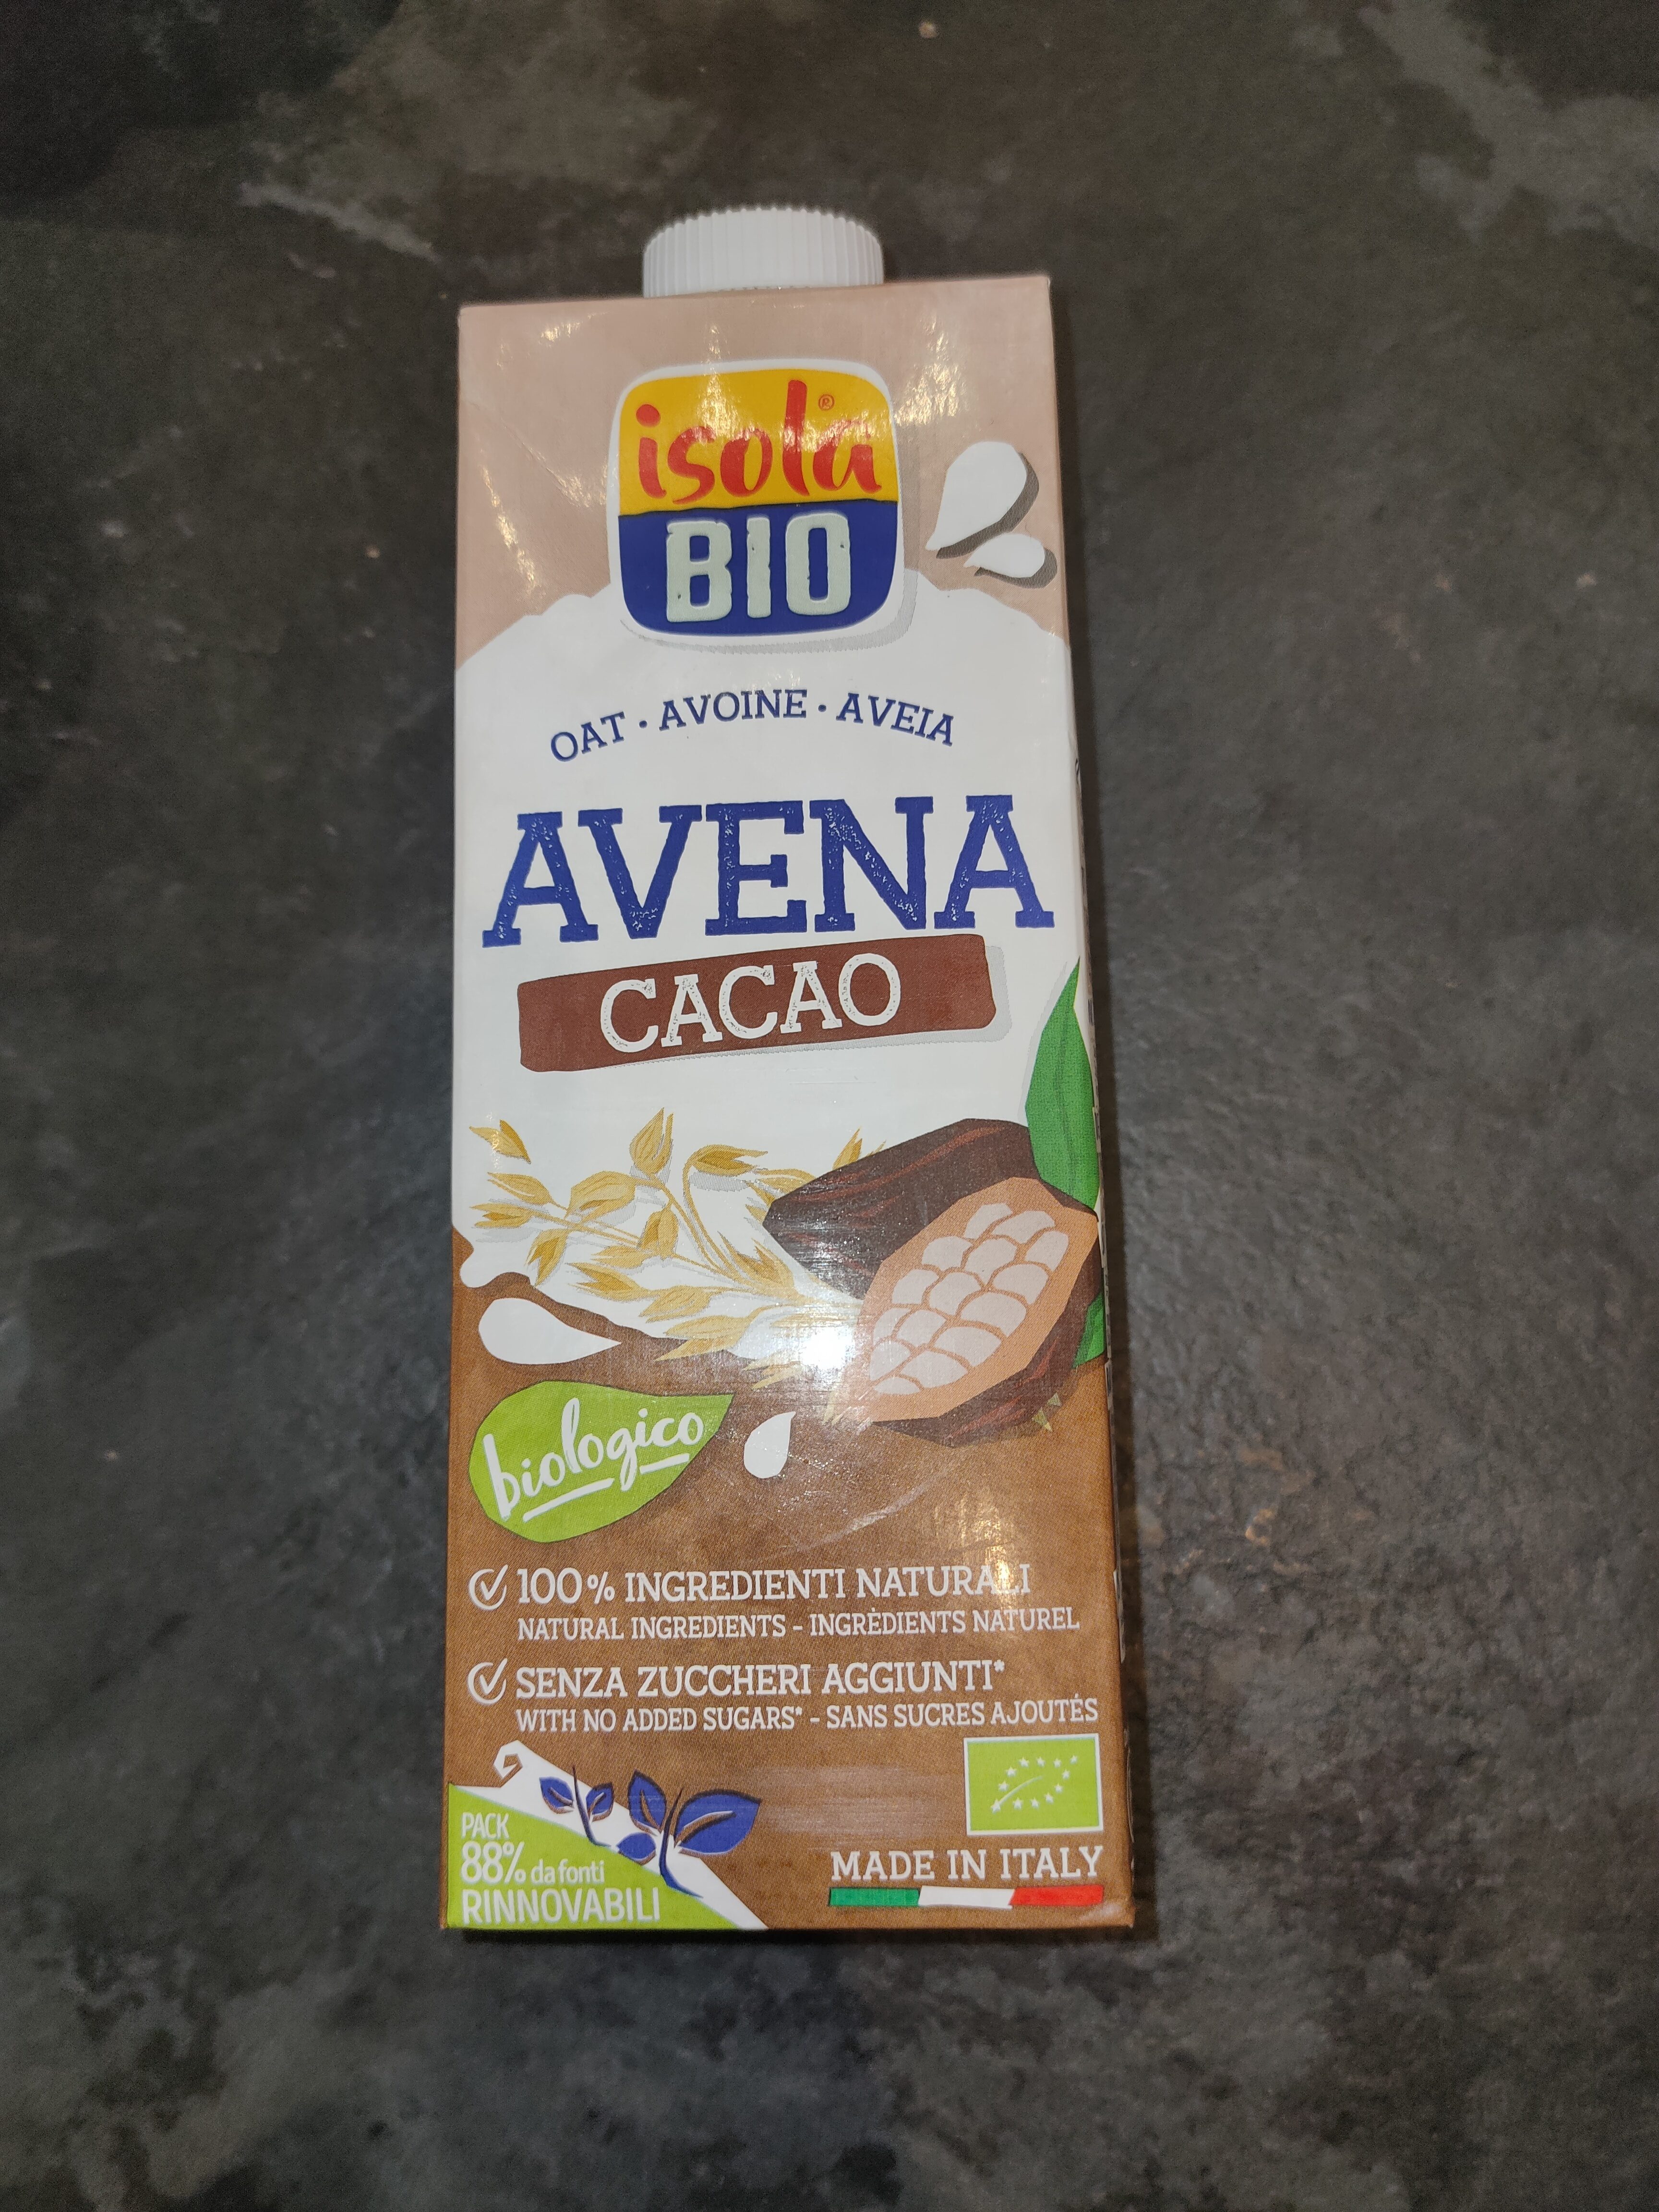 isola®
BIO
OAT · AVOINE · AVEIA
AVENA
CACAO
biologico
100% INGREDIENTI NATURALI
NATURAL INGREDIENTS - INGRÉDIENTS NATUREL
SENZA ZUCCHERI AGGIUNTI*
WITH NO ADDED SUGARS* - SANS SUCRES AJOUTÉS
PACK
88% da fonti
RINNOVABILI
MADE IN ITALY